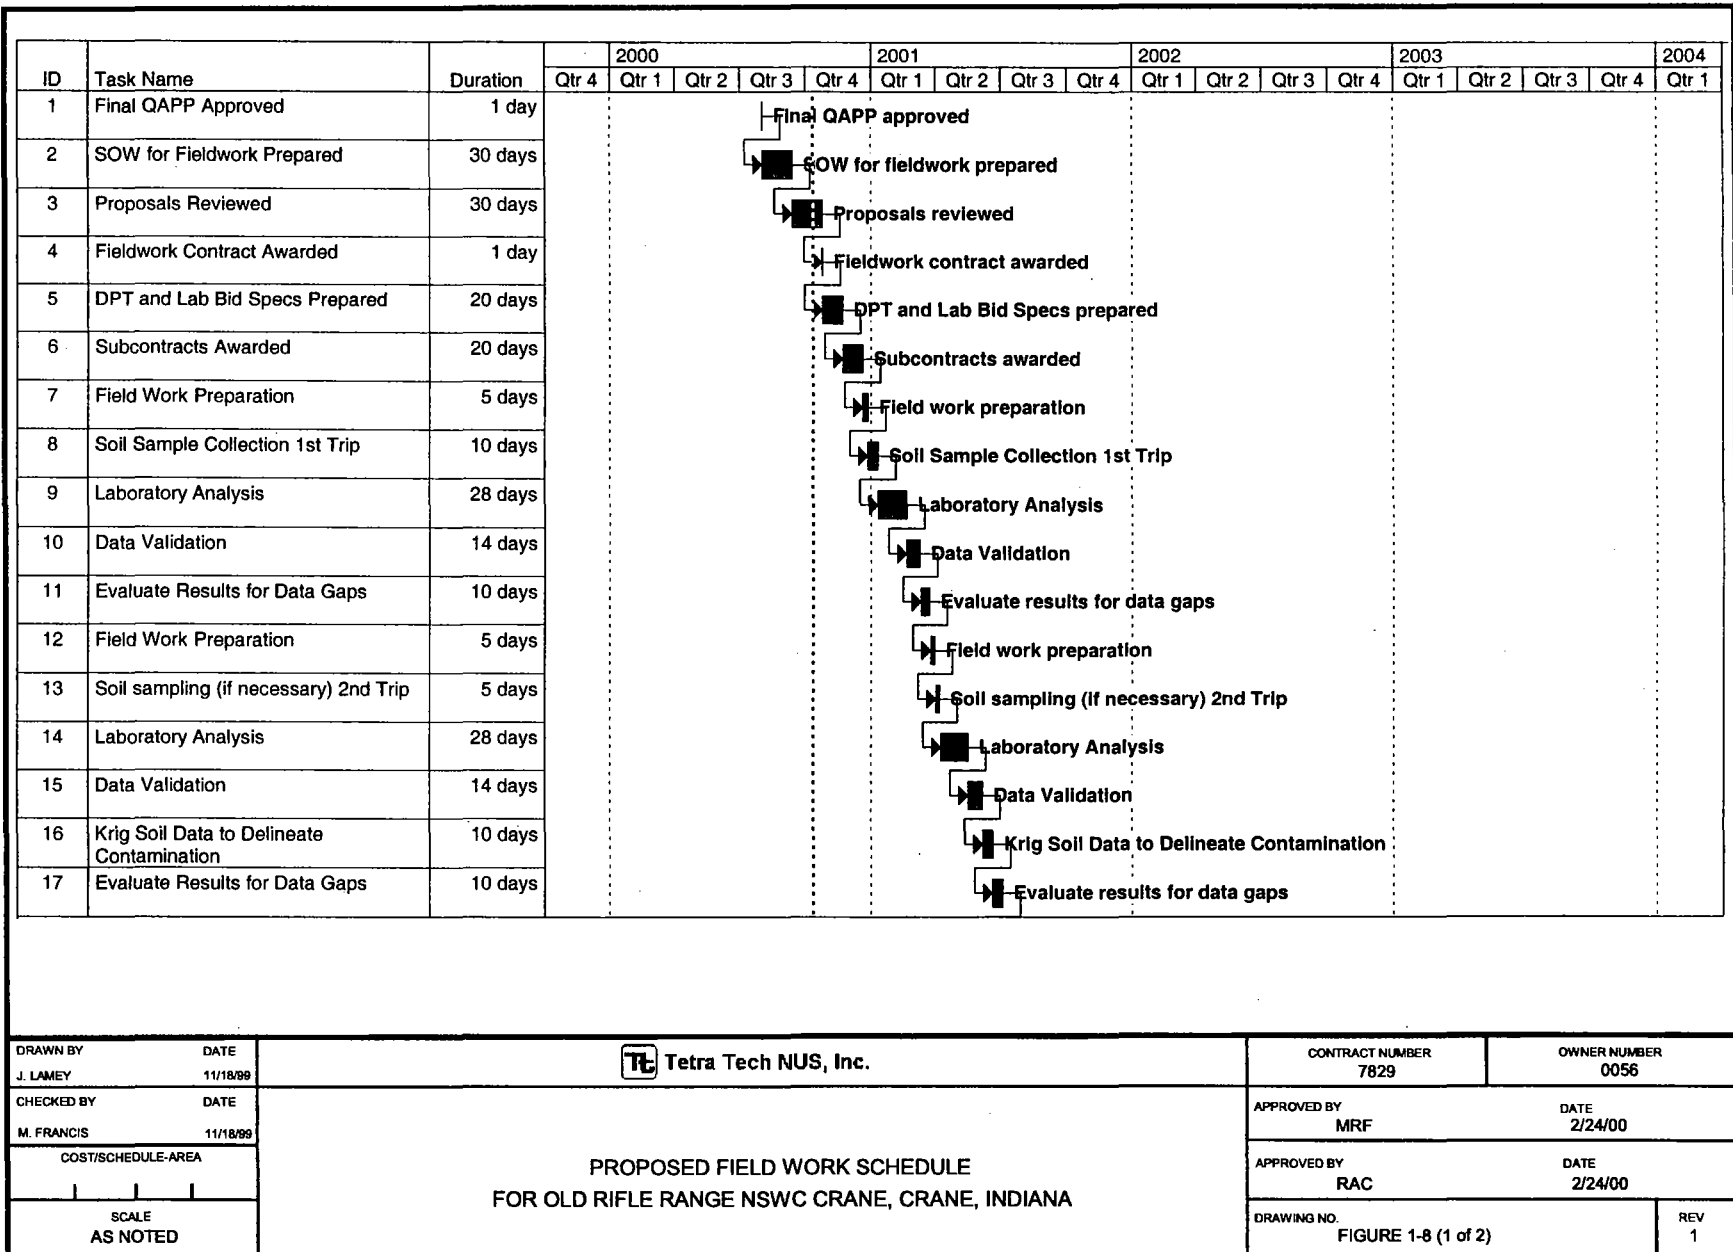 2000 2001 2002 2003 2004
ID Task Name Duration Qtr 4 Qtr 1 Qtr 2 Qtr 3 Qtr 4 Qtr 1 Qtr 2 Qtr 3 Qtr 4 Qtr 1 Qtr 2 Qtr 3 Qtr 4 Qtr 1 Qtr 2 Qtr 3 Qtr 4 Qtr 1
1 Final QAPP Approved 1 day Final QAPP approved
2 SOW for Fieldwork Prepared 30 days SOW for fieldwork prepared
3 Proposals Reviewed 30 days Proposals reviewed
4 Fieldwork Contract Awarded 1 day Fieldwork contract awarded
5 DPT and Lab Bid Specs Prepared 20 days DPT and Lab Bid Specs prepared
6 Subcontracts Awarded 20 days Subcontracts awarded
7 Field Work Preparation 5 days Field work preparation
8 Soil Sample Collection 1st Trip 10 days Soil Sample Collection 1st Trip
9 Laboratory Analysis 28 days Laboratory Analysis
10 Data Validation 14 days Data Validation
11 Evaluate Results for Data Gaps 10 days Evaluate results for data gaps
12 Field Work Preparation 5 days Field work preparation
13 Soil sampling (if necessary) 2nd Trip 5 days Soil sampling (if necessary) 2nd Trip
14 Laboratory Analysis 28 days Laboratory Analysis
15 Data Validation 14 days Data Validation
16 Krig Soil Data to Delineate 10 days Krig Soil Data to Delineate Contamination
Contamination
17 Evaluate Results for Data Gaps 10 days Evaluate results for data gaps
DRAWN BY DATE
J. LAMEY 11/18/99
CHECKED BY DATE
M. FRANCIS 11/18/99
COST/SCHEDULE-AREA
SCALE
AS NOTED
Tt Tetra Tech NUS, Inc.
PROPOSED FIELD WORK SCHEDULE
FOR OLD RIFLE RANGE NSWC CRANE, CRANE, INDIANA
CONTRACT NUMBER
7829
OWNER NUMBER
0056
APPROVED BY DATE
MRF 2/24/00
APPROVED BY DATE
RAC 2/24/00
DRAWING NO.
FIGURE 1-8 (1 of 2)
REV
1